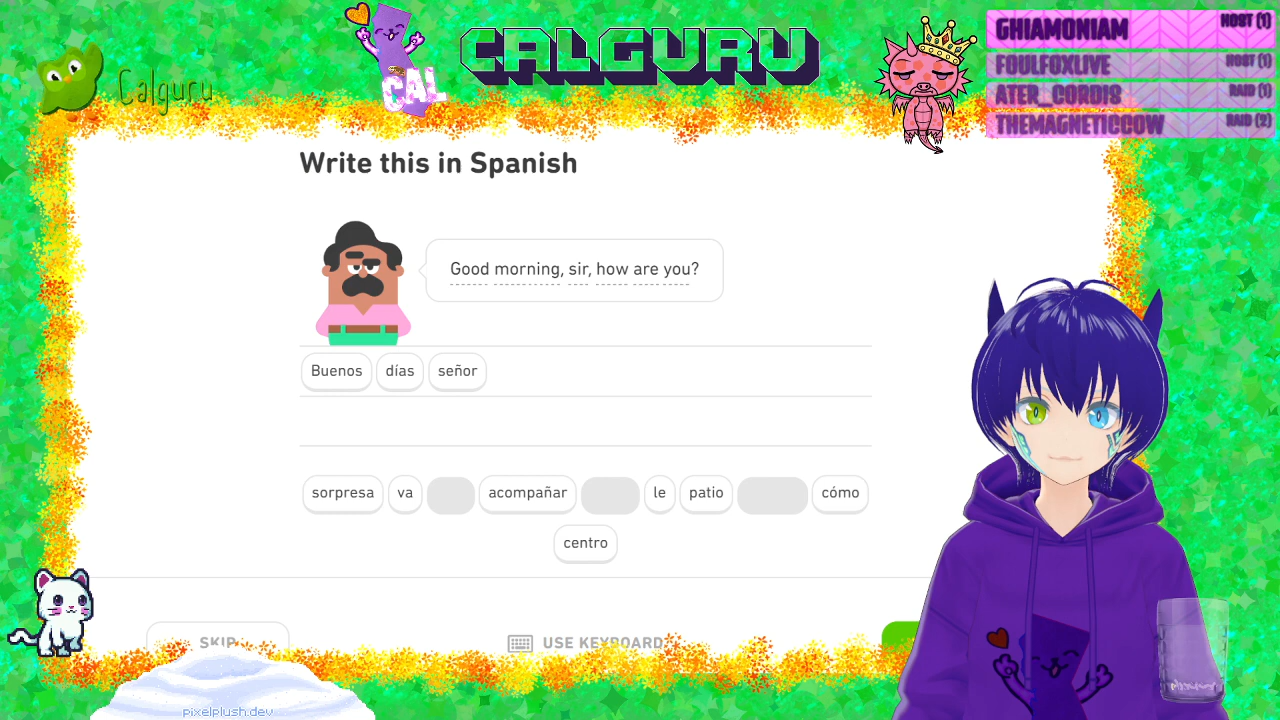 Calguru
CAL
CALGURU
GHIAMONIAM HOST (1)
FOULFOXLIVE HOST (1)
ATER_CORDIS RAID (1)
THEMAGNETICCOW RAID (2)
Write this in Spanish
Good morning, sir, how are you?
Buenos días señor
sorpresa va acompañar le patio cómo
centro
SKIP USE KEYBOARD
pixelplush.dev